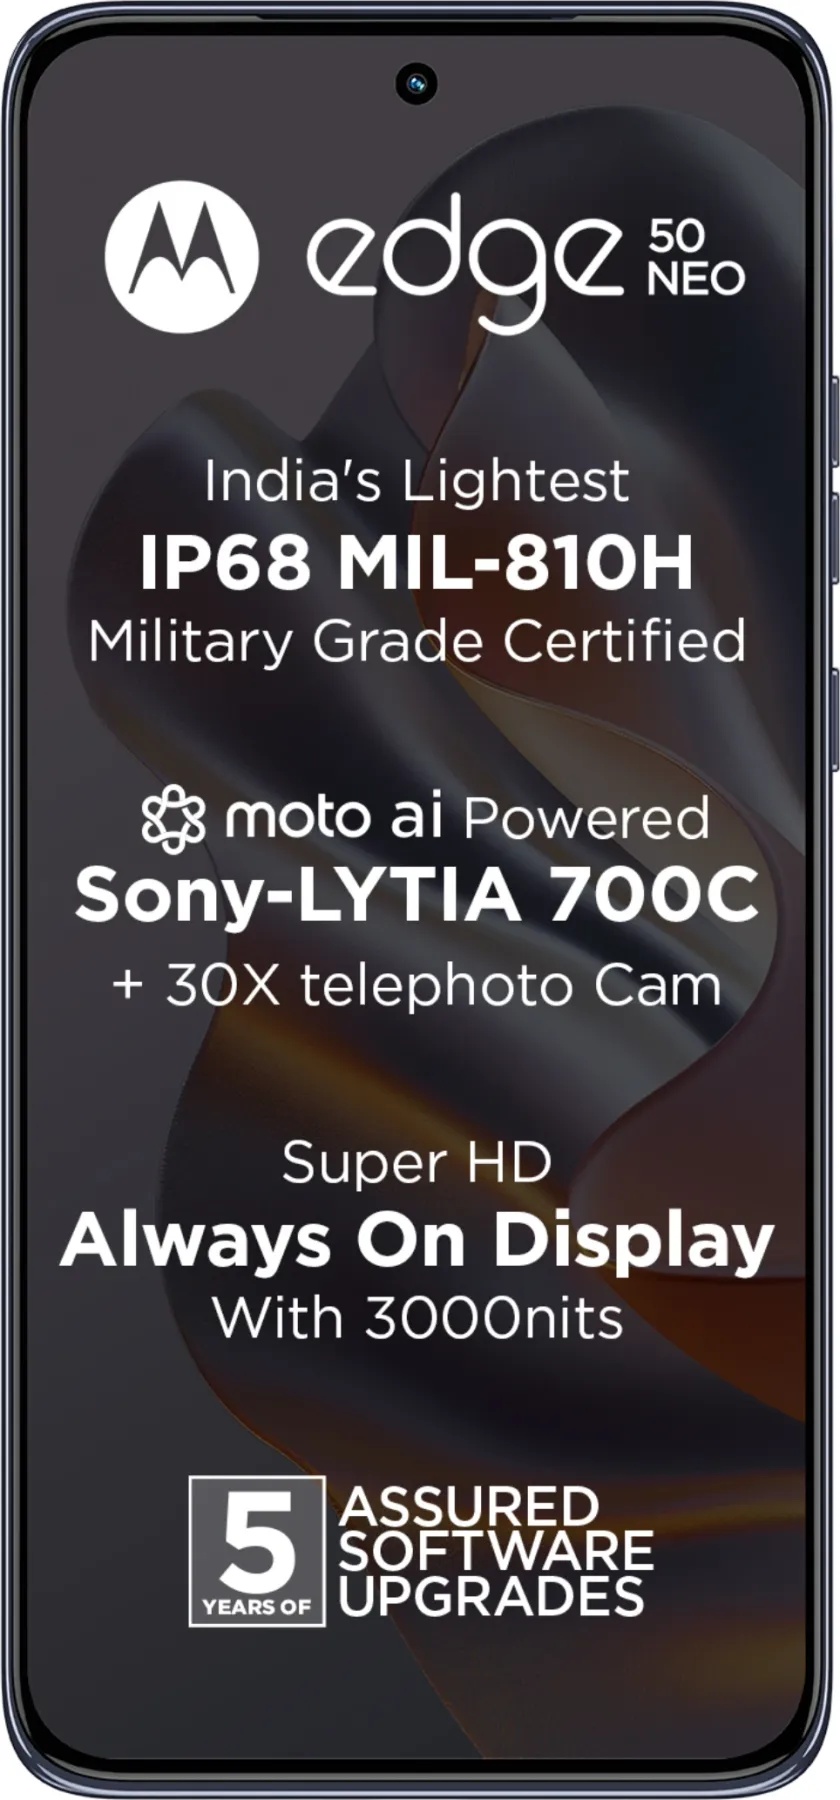 edge 50 NEO
India's Lightest
IP68 MIL-810H
Military Grade Certified
moto ai Powered
Sony-LYTIA 700C
+ 30X telephoto Cam
Super HD
Always On Display
With 3000nits
5 YEARS OF
ASSURED
SOFTWARE
UPGRADES